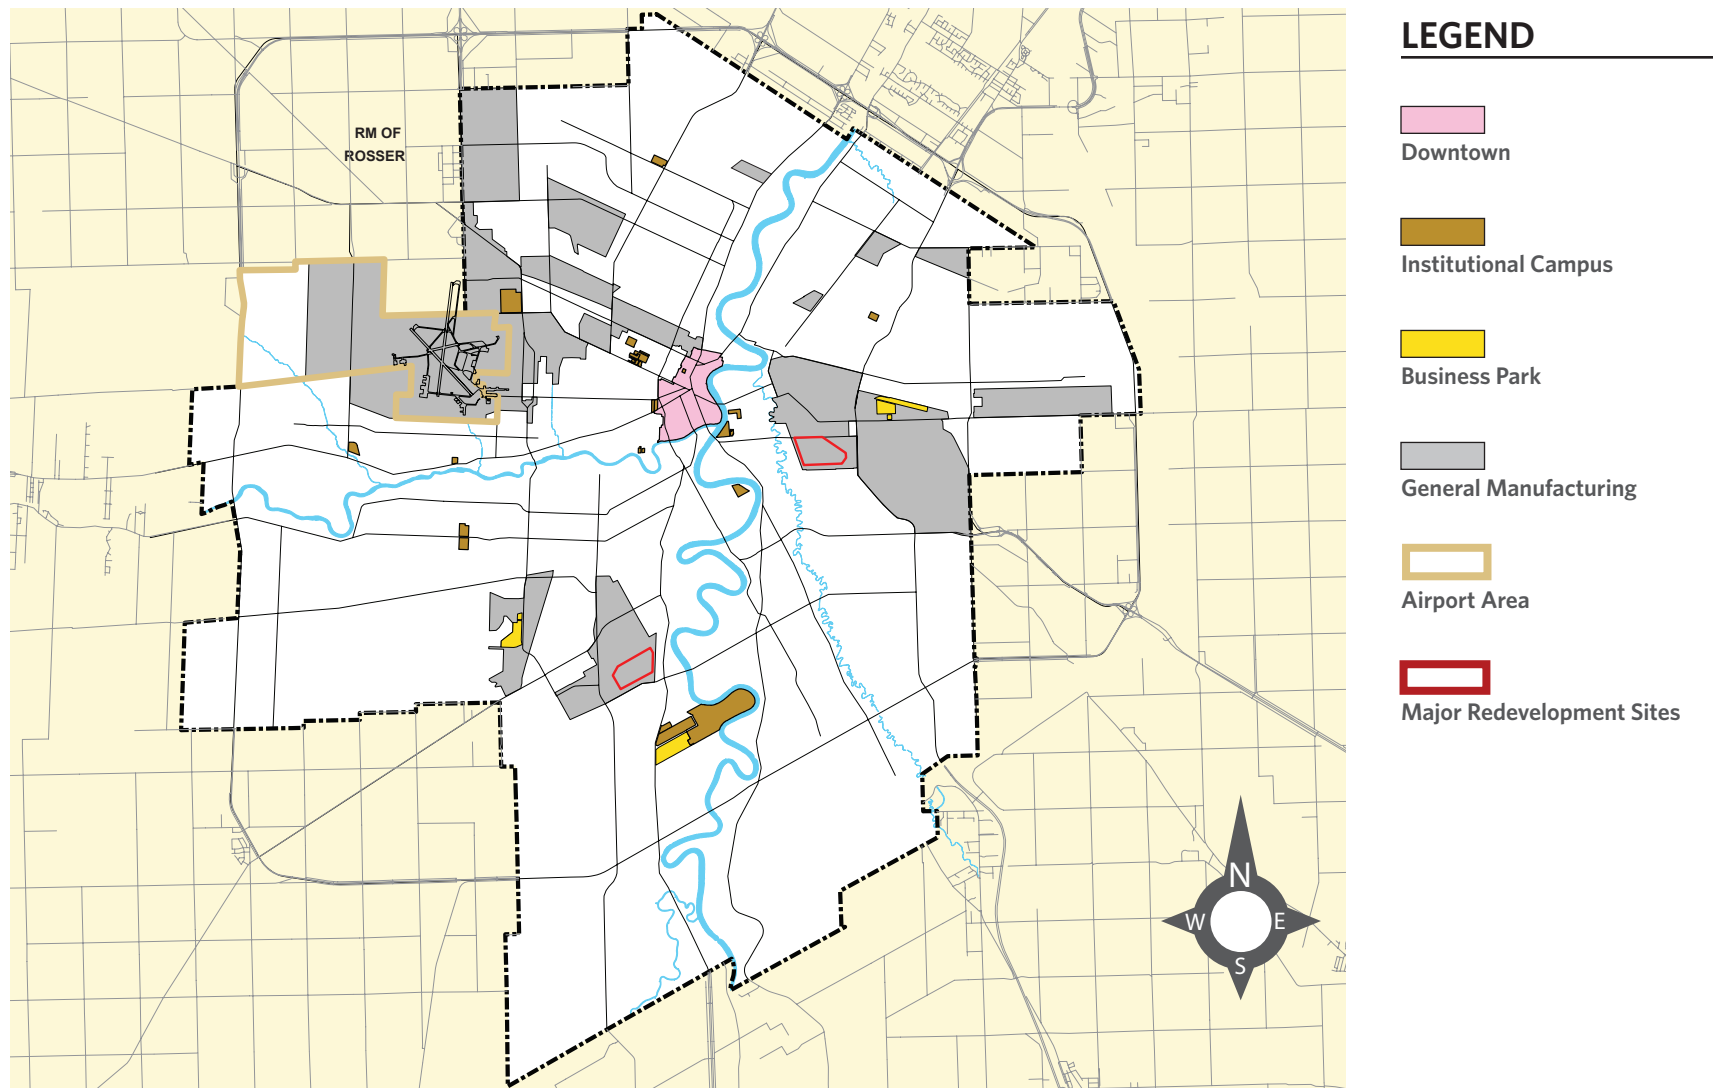 RM OF
ROSSER
LEGEND
Downtown
Institutional Campus
Business Park
General Manufacturing
Airport Area
Major Redevelopment Sites
N
W
E
S